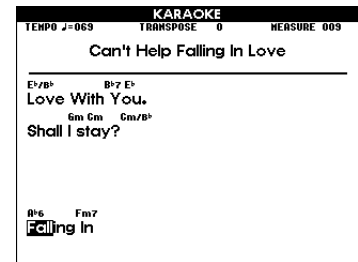 KARAOKE
TEMPO ♩=069 TRANSPOSE 0 MEASURE 009
Can't Help Falling In Love
E♭/B♭ B♭7 E♭
Love With You.
Gm Cm Cm/B♭
Shall I stay?
A♭6 Fm7
Falling In